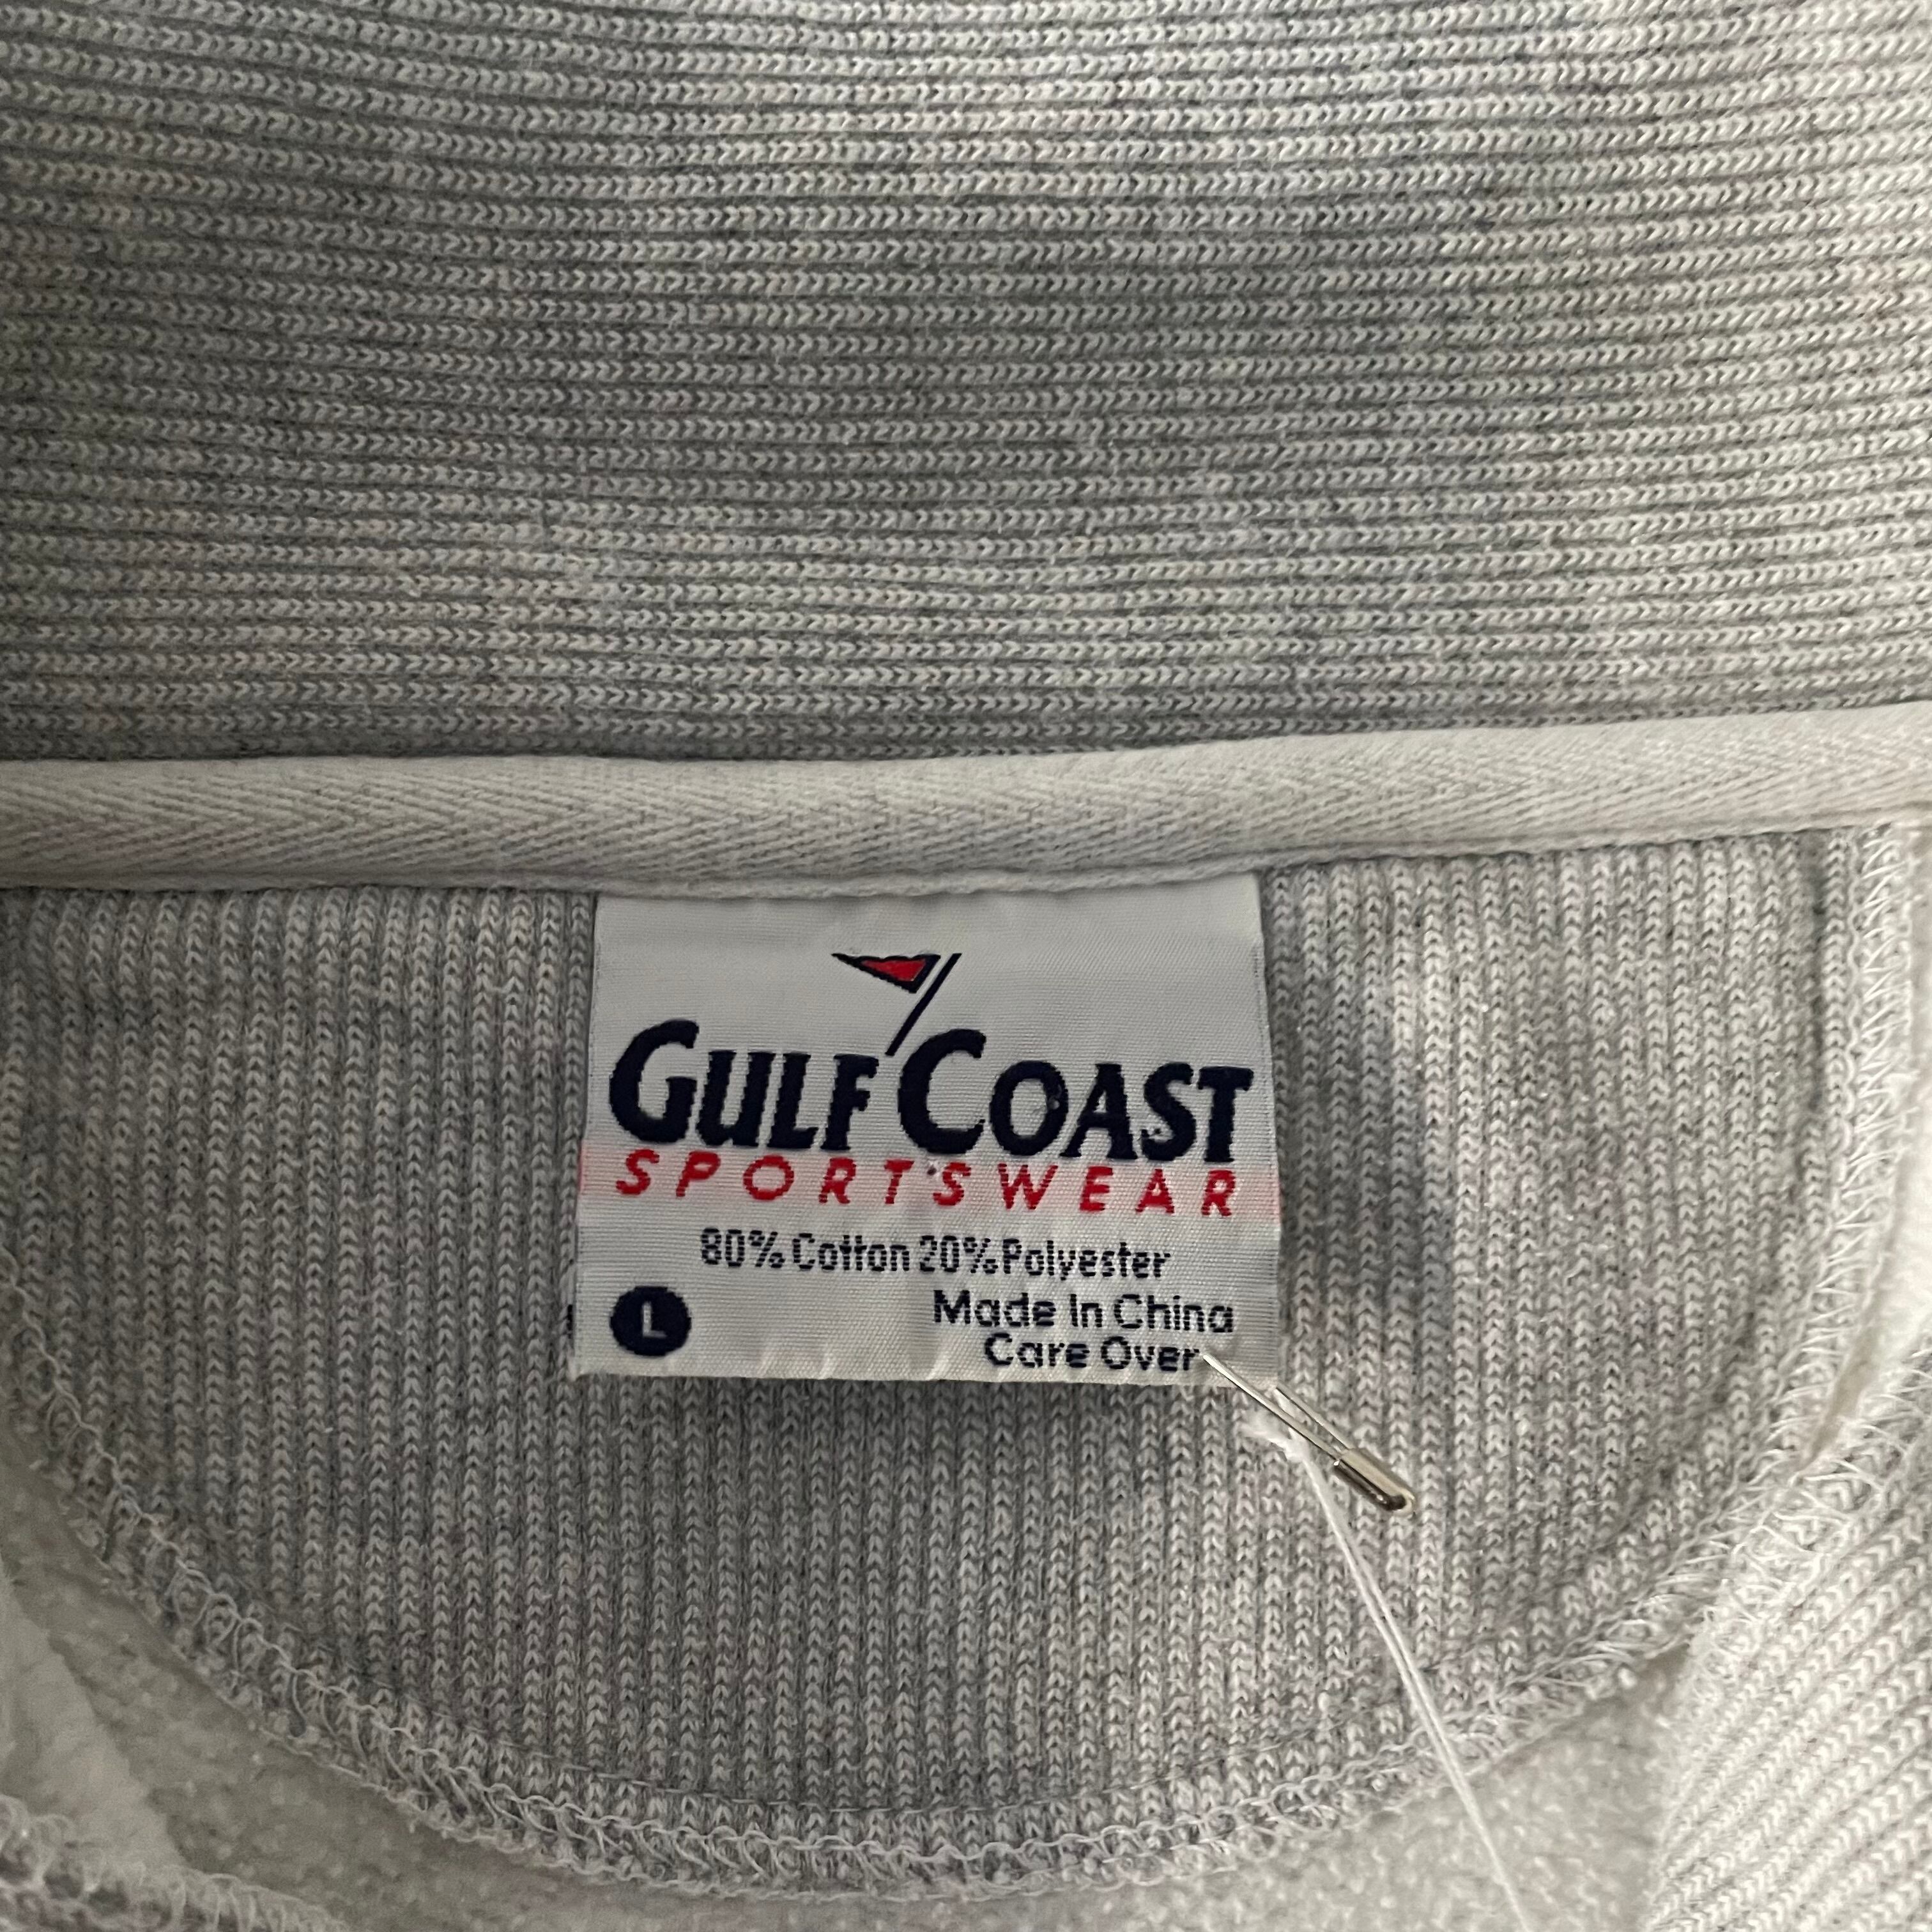 GULF COAST
SPORTSWEAR
80% Cotton 20% Polyester
L
Made In China
Care Over